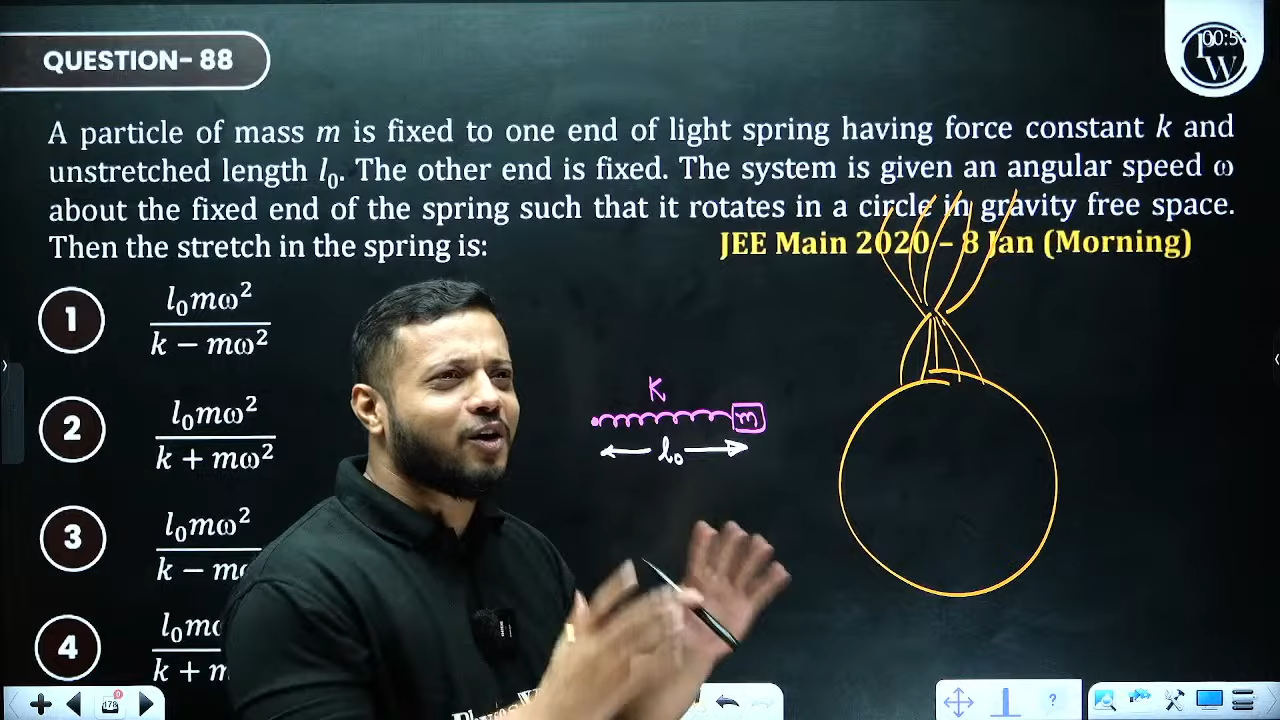 QUESTION- 88
A particle of mass m is fixed to one end of light spring having force constant k and
unstretched length l₀. The other end is fixed. The system is given an angular speed ω
about the fixed end of the spring such that it rotates in a circle in gravity free space.
Then the stretch in the spring is:
JEE Main 2020 – 8 Jan (Morning)
1
l₀mω²
k − mω²
2
l₀mω²
k + mω²
3
l₀mω²
k − m
4
l₀m
k + m
K
m
l₀
PW
178